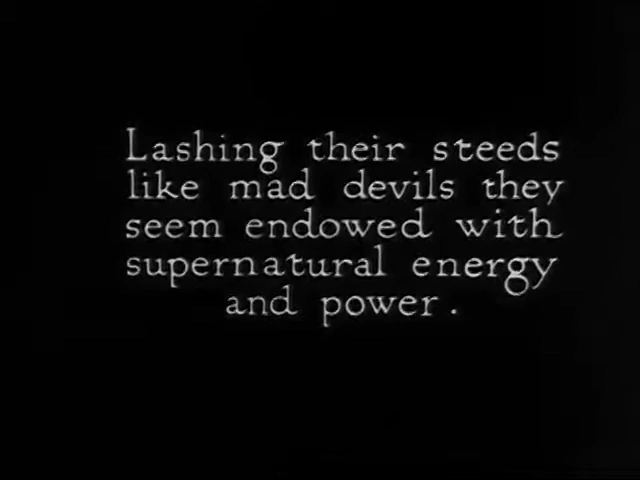 Lashing their steeds
like mad devils they
seem endowed with
supernatural energy
and power.